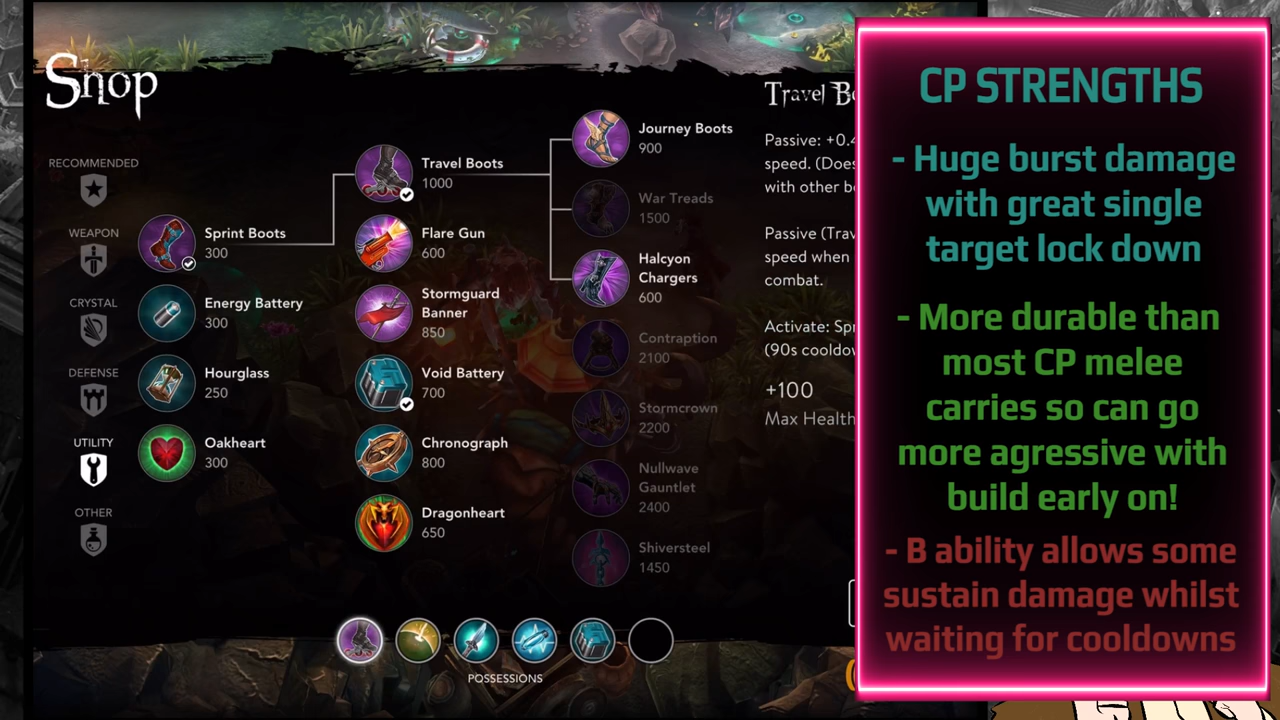 Shop
RECOMMENDED
WEAPON
CRYSTAL
DEFENSE
UTILITY
OTHER
Sprint Boots
300
Energy Battery
300
Hourglass
250
Oakheart
300
Travel Boots
1000
Flare Gun
600
Stormguard
Banner
850
Void Battery
700
Chronograph
800
Dragonheart
650
Journey Boots
900
War Treads
1500
Halcyon
Chargers
600
Contraption
2100
Stormcrown
2200
Nullwave
Gauntlet
2400
Shiversteel
1450
Travel Bo
Passive: +0.4
speed. (Does
with other b
Passive (Trav
speed when
combat.
Activate: Spr
(90s cooldow
+100
Max Health
POSSESSIONS
CP STRENGTHS
- Huge burst damage
with great single
target lock down
- More durable than
most CP melee
carries so can go
more agressive with
build early on!
- B ability allows some
sustain damage whilst
waiting for cooldowns